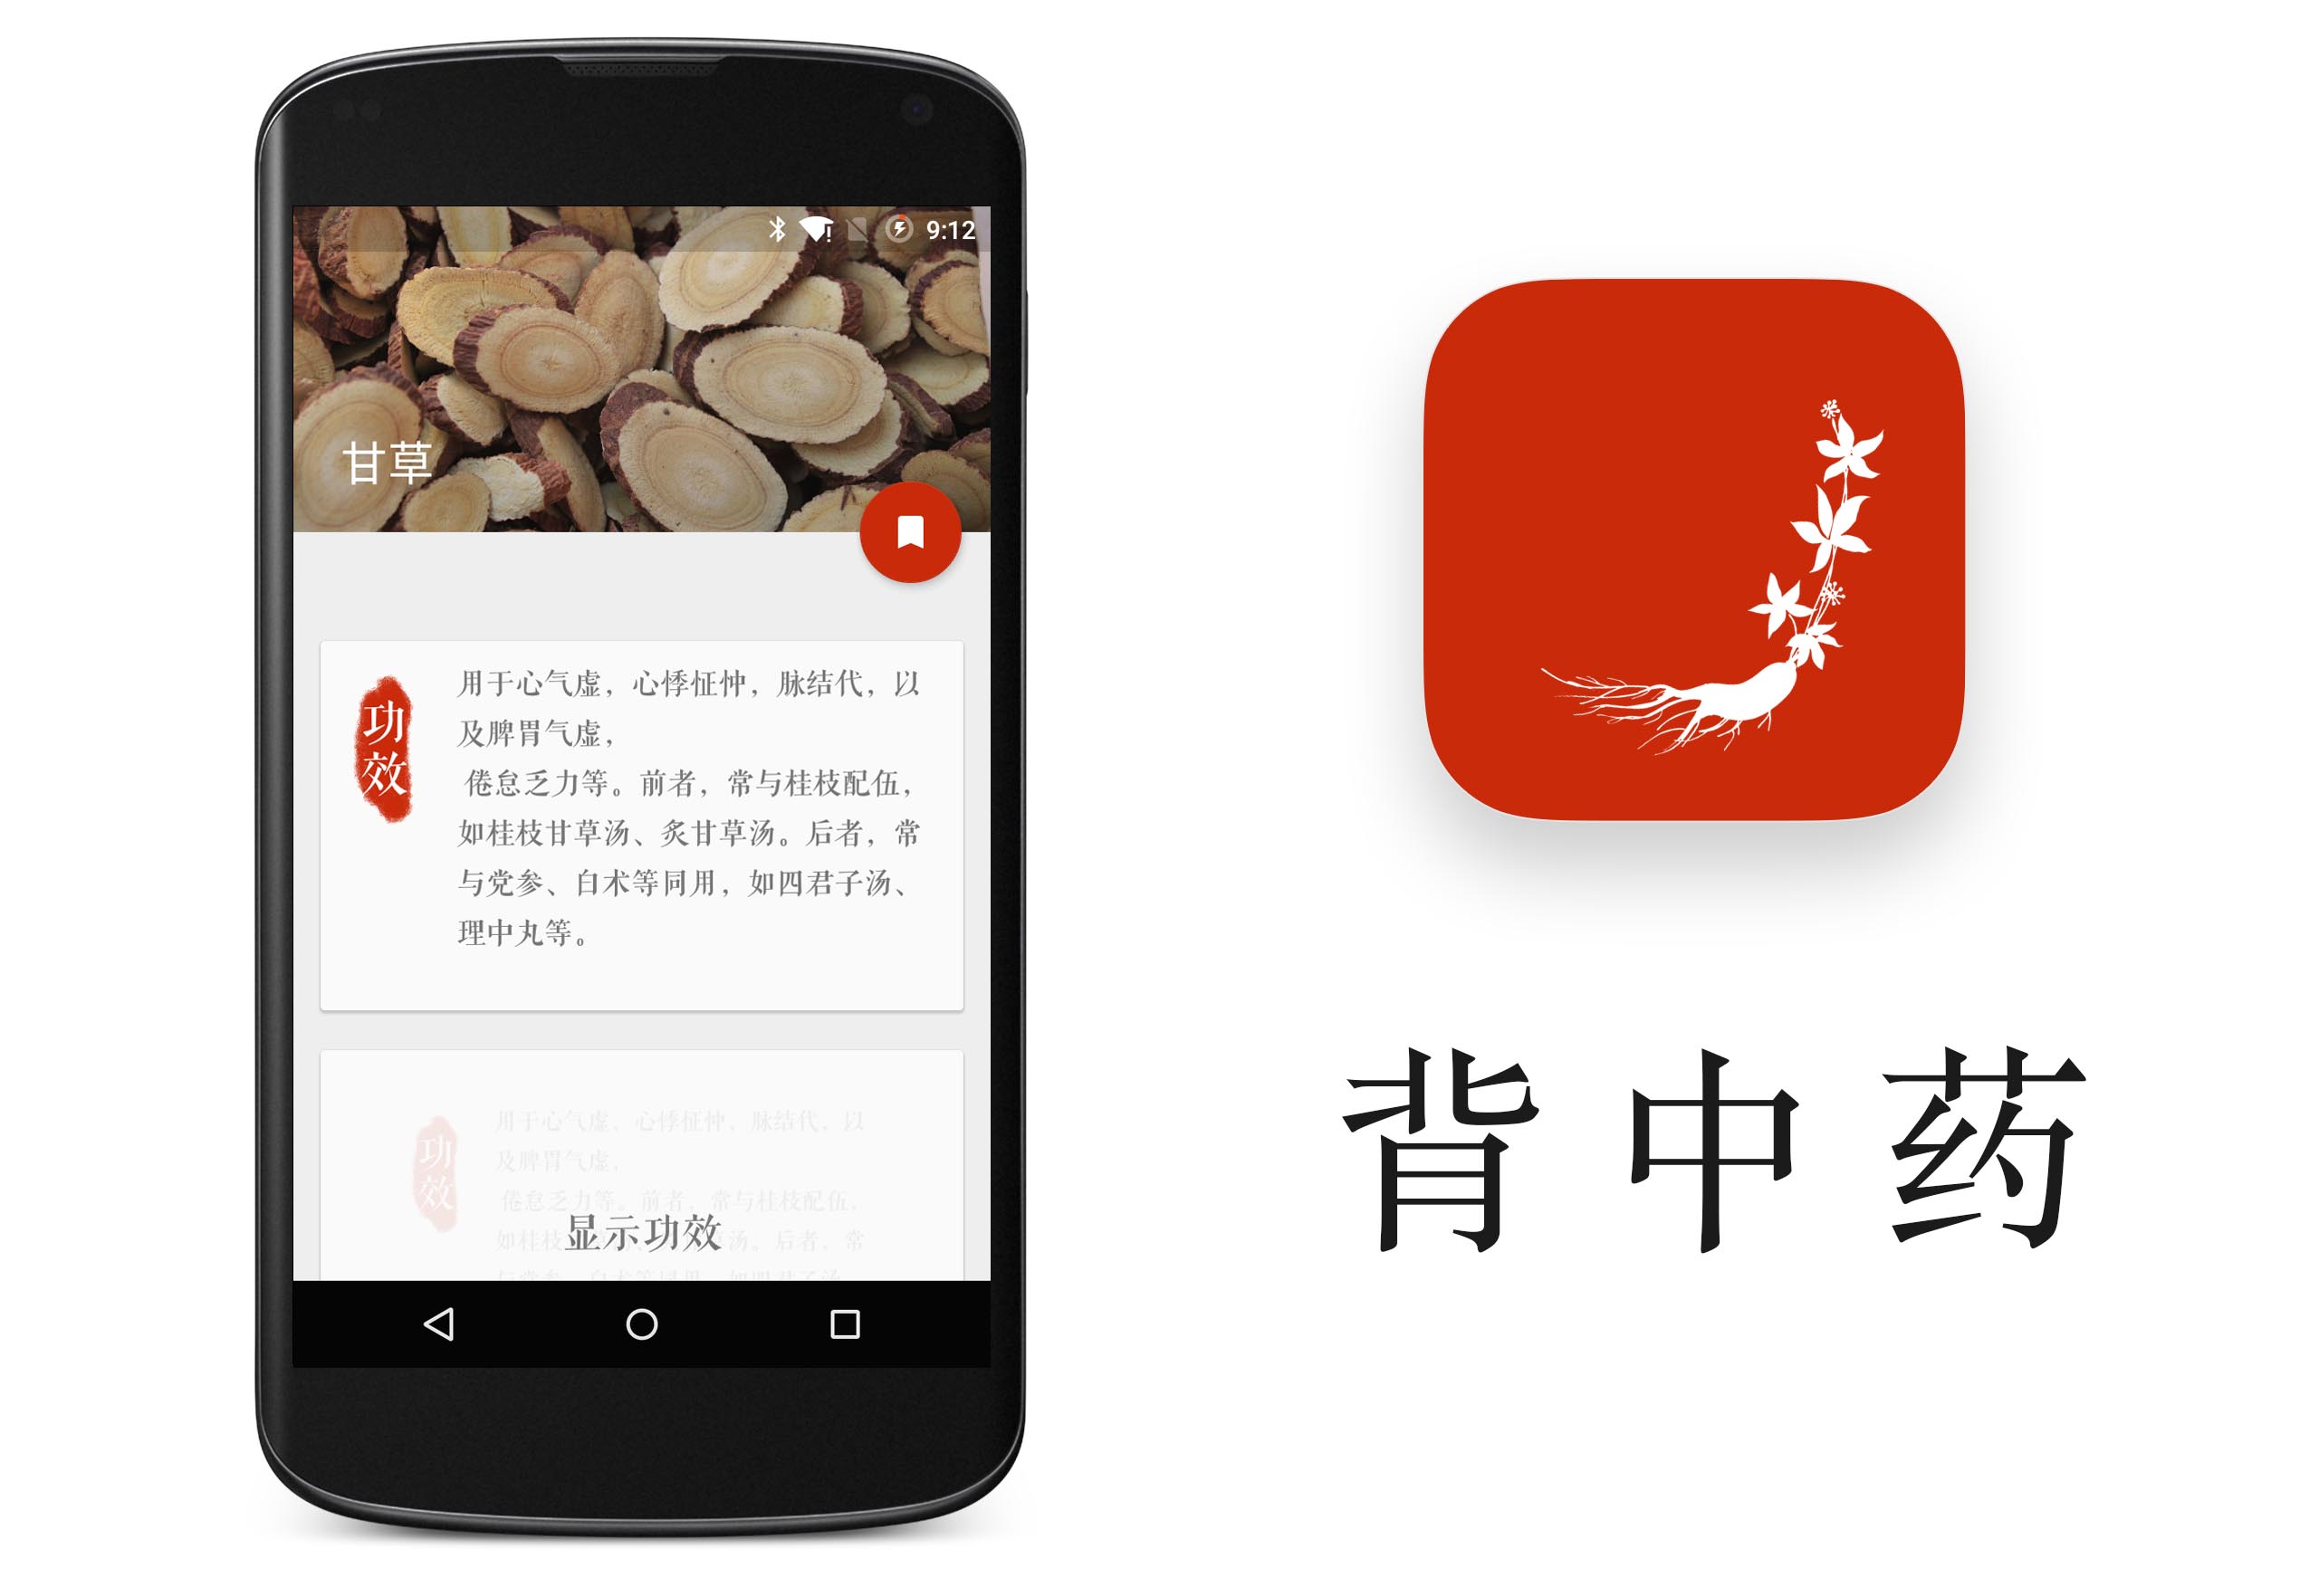 9:12
甘草
功效
用于心气虚，心悸怔忡，脉结代，以
及脾胃气虚，
倦怠乏力等。前者，常与桂枝配伍，
如桂枝甘草汤、炙甘草汤。后者，常
与党参、白术等同用，如四君子汤、
理中丸等。
功效
用于心气虚，心悸怔忡，脉结代，以
及脾胃气虚，
倦怠乏力等。前者，常与桂枝配伍，
显示功效
如桂枝 草汤。后者，常
背中药